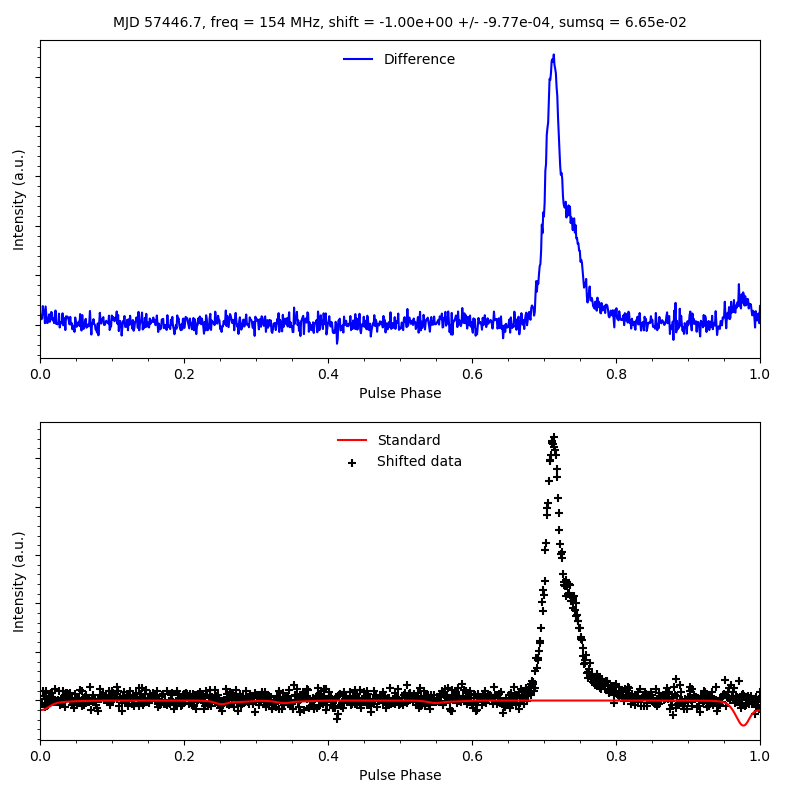 MJD 57446.7, freq = 154 MHz, shift = -1.00e+00 +/- -9.77e-04, sumsq = 6.65e-02
Difference
Intensity (a.u.)
0.0 0.2 0.4 0.6 0.8 1.0
Pulse Phase
Standard
Shifted data
Intensity (a.u.)
0.0 0.2 0.4 0.6 0.8 1.0
Pulse Phase